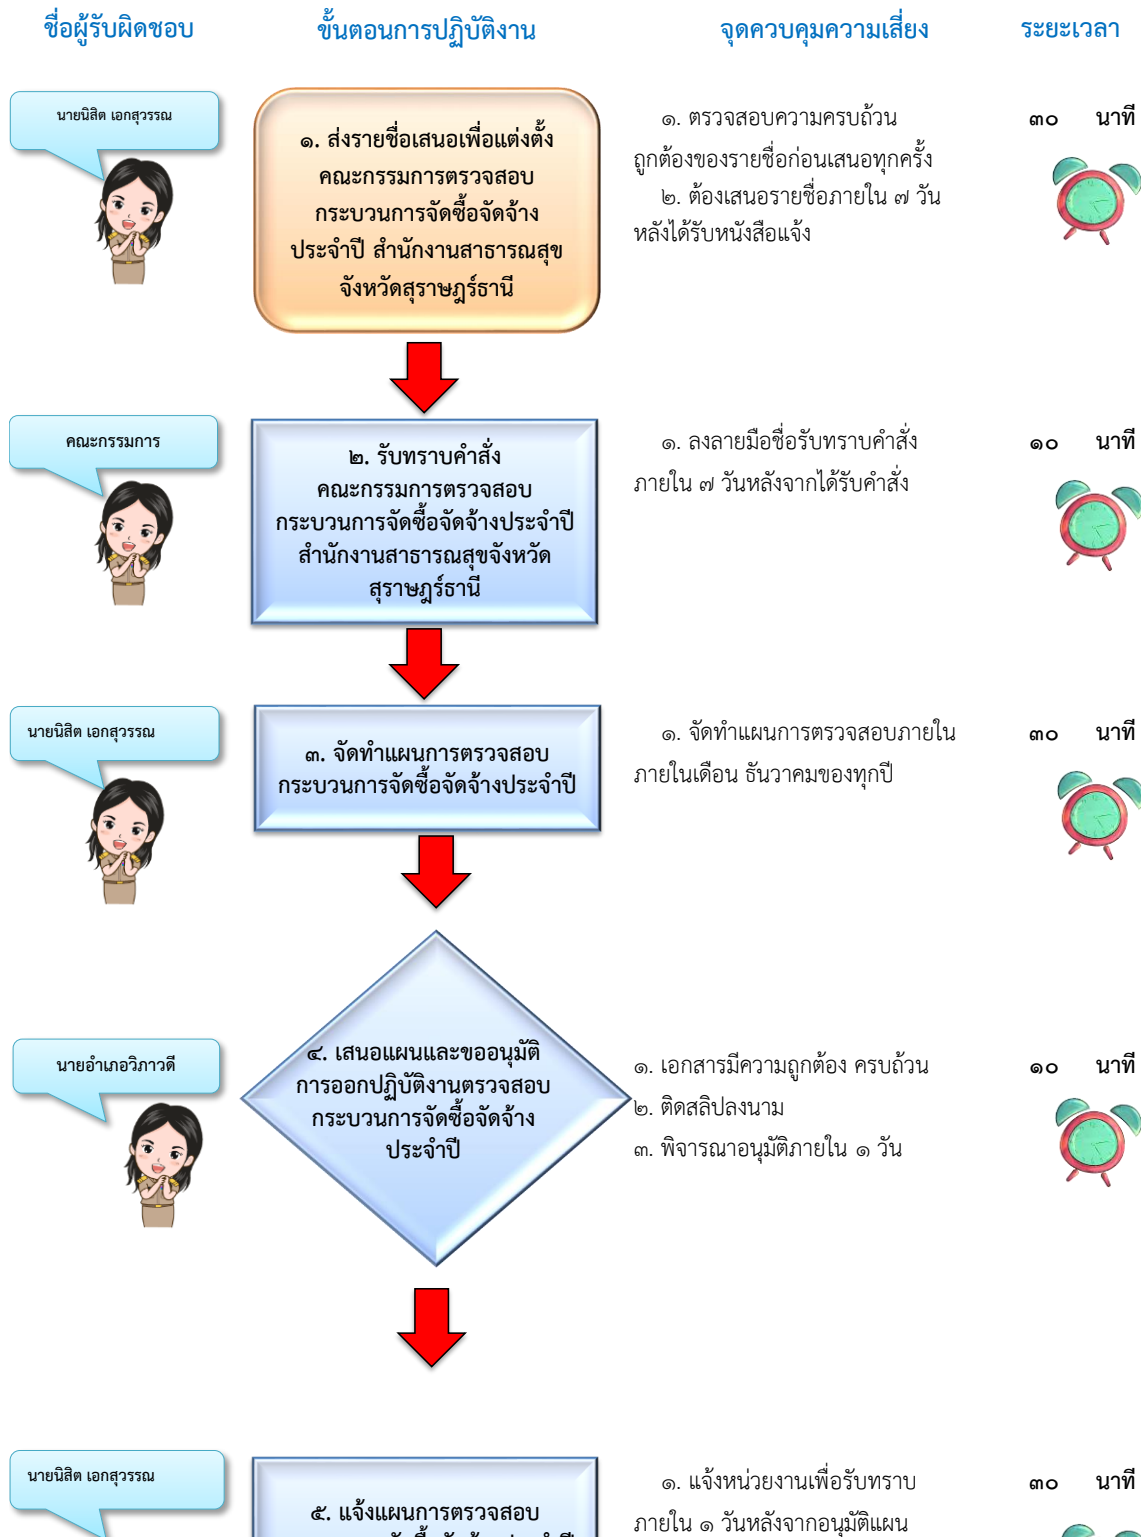 ชื่อผู้รับผิดชอบ ขั้นตอนการปฏิบัติงาน จุดควบคุมความเสี่ยง ระยะเวลา
นายนิสิต เอกสุวรรณ
๑. ส่งรายชื่อเสนอเพื่อแต่งตั้ง
คณะกรรมการตรวจสอบ
กระบวนการจัดซื้อจัดจ้าง
ประจำปี สำนักงานสาธารณสุข
จังหวัดสุราษฎร์ธานี
๑. ตรวจสอบความครบถ้วน
ถูกต้องของรายชื่อก่อนเสนอทุกครั้ง
๒. ต้องเสนอรายชื่อภายใน ๗ วัน
หลังได้รับหนังสือแจ้ง
๓๐ นาที
คณะกรรมการ
๒. รับทราบคำสั่ง
คณะกรรมการตรวจสอบ
กระบวนการจัดซื้อจัดจ้างประจำปี
สำนักงานสาธารณสุขจังหวัด
สุราษฎร์ธานี
๑. ลงลายมือชื่อรับทราบคำสั่ง
ภายใน ๗ วันหลังจากได้รับคำสั่ง
๑๐ นาที
นายนิสิต เอกสุวรรณ
๓. จัดทำแผนการตรวจสอบ
กระบวนการจัดซื้อจัดจ้างประจำปี
๑. จัดทำแผนการตรวจสอบภายใน
ภายในเดือน ธันวาคมของทุกปี
๓๐ นาที
นายอำเภอวิภาวดี
๔. เสนอแผนและขออนุมัติ
การออกปฏิบัติงานตรวจสอบ
กระบวนการจัดซื้อจัดจ้าง
ประจำปี
๑. เอกสารมีความถูกต้อง ครบถ้วน
๒. ติดสลิปลงนาม
๓. พิจารณาอนุมัติภายใน ๑ วัน
๑๐ นาที
นายนิสิต เอกสุวรรณ
๕. แจ้งแผนการตรวจสอบ
๑. แจ้งหน่วยงานเพื่อรับทราบ
ภายใน ๑ วันหลังจากอนุมัติแผน
๓๐ นาที